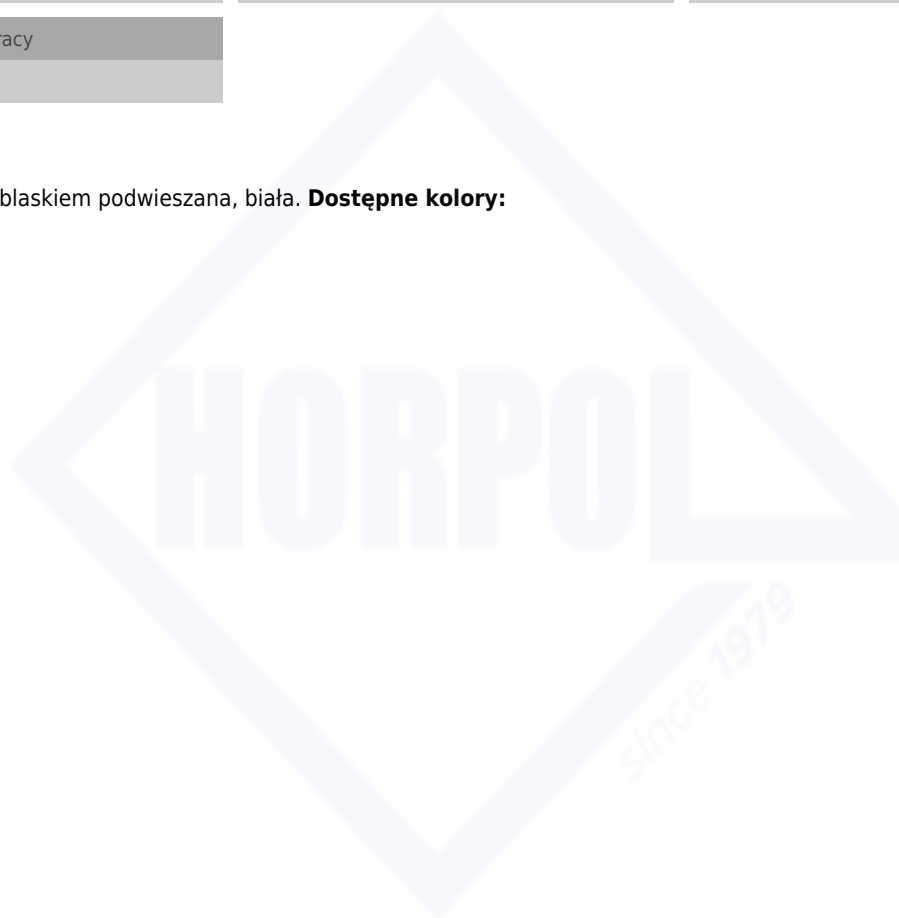 racy
blaskiem podwieszana, biała. Dostępne kolory:
HORPOL
since 1979